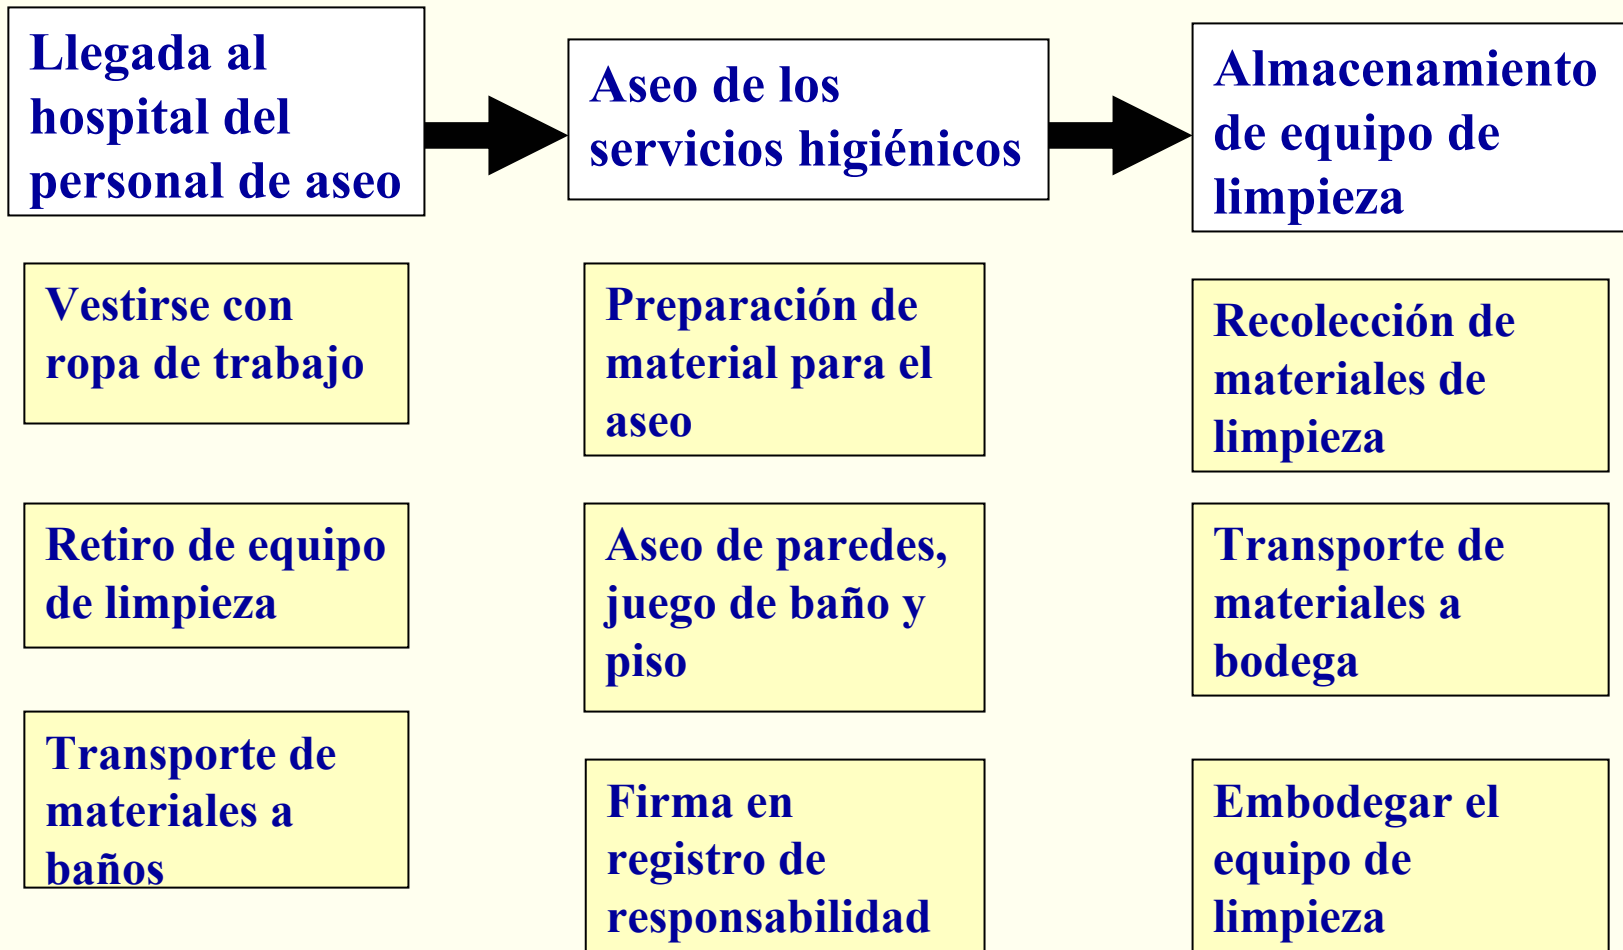 Llegada al
hospital del
personal de aseo
Aseo de los
servicios higiénicos
Almacenamiento
de equipo de
limpieza
Vestirse con
ropa de trabajo
Retiro de equipo
de limpieza
Transporte de
materiales a
baños
Preparación de
material para el
aseo
Aseo de paredes,
juego de baño y
piso
Firma en
registro de
responsabilidad
Recolección de
materiales de
limpieza
Transporte de
materiales a
bodega
Embodegar el
equipo de
limpieza